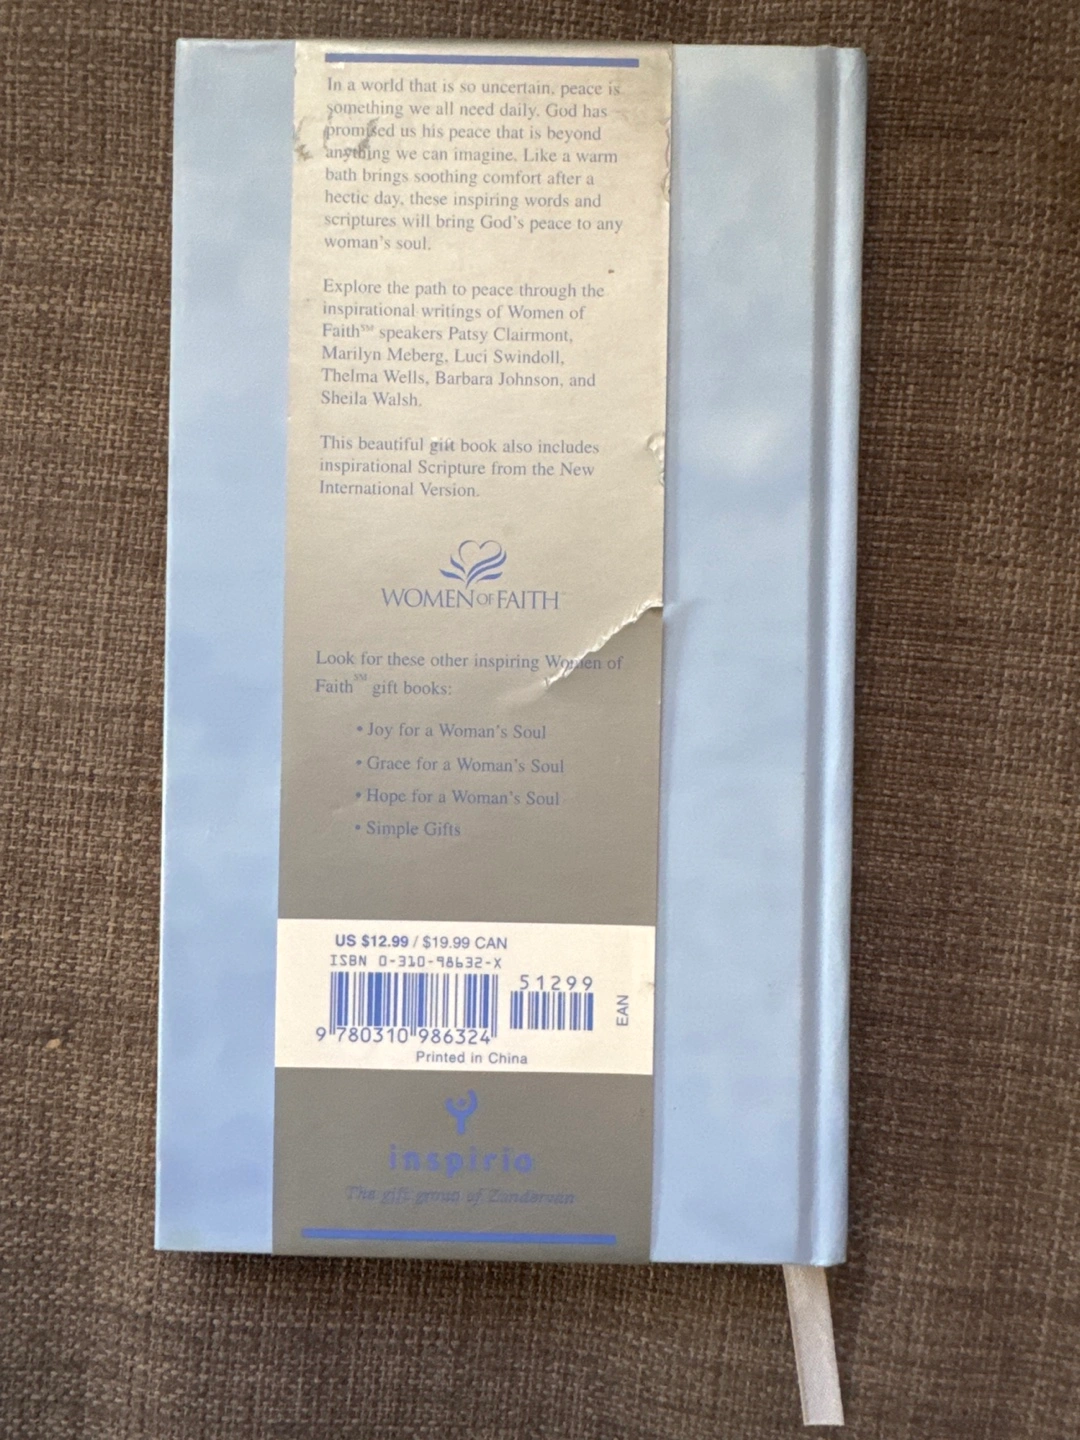 In a world that is so uncertain, peace is
something we all need daily. God has
promised us his peace that is beyond
anything we can imagine. Like a warm
bath brings soothing comfort after a
hectic day, these inspiring words and
scriptures will bring God's peace to any
woman's soul.
Explore the path to peace through the
inspirational writings of Women of
Faith℠ speakers Patsy Clairmont,
Marilyn Meberg, Luci Swindoll,
Thelma Wells, Barbara Johnson, and
Sheila Walsh.
This beautiful gift book also includes
inspirational Scripture from the New
International Version.
WOMEN OF FAITH
Look for these other inspiring Women of
Faith℠ gift books:
• Joy for a Woman's Soul
• Grace for a Woman's Soul
• Hope for a Woman's Soul
• Simple Gifts
US $12.99 / $19.99 CAN
ISBN 0-310-98632-X
51299
EAN
9 780310 986324
Printed in China
inspirio
The gift group of Zondervan